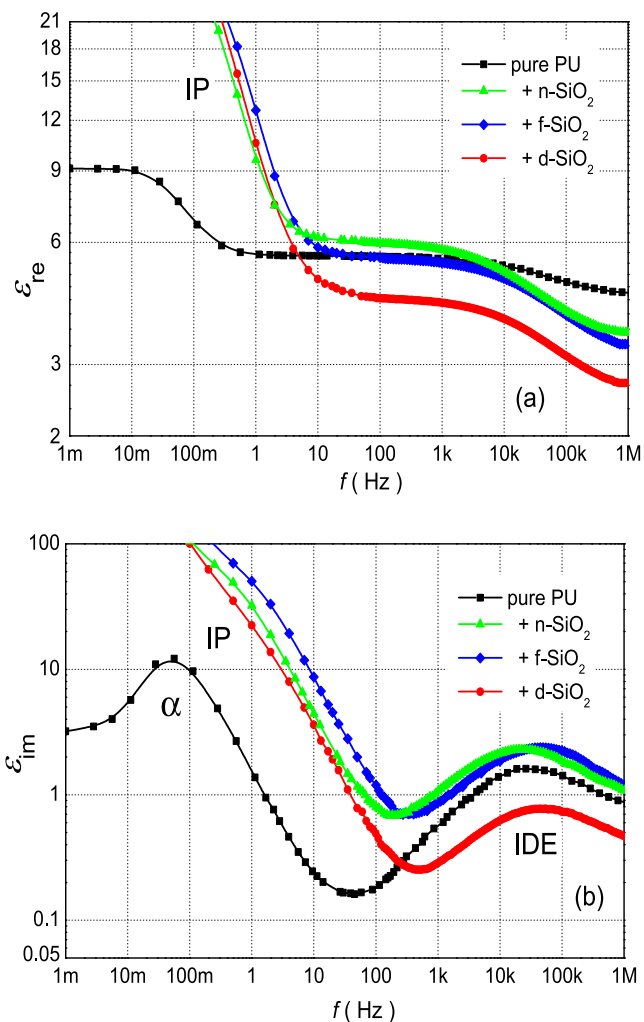 21
18
15
12
9
6
3
2
εre
IP
pure PU
+ n-SiO2
+ f-SiO2
+ d-SiO2
(a)
1m 10m 100m 1 10 100 1k 10k 100k 1M
f ( Hz )
100
10
1
0.1
0.05
εim
IP
α
pure PU
+ n-SiO2
+ f-SiO2
+ d-SiO2
IDE
(b)
1m 10m 100m 1 10 100 1k 10k 100k 1M
f ( Hz )